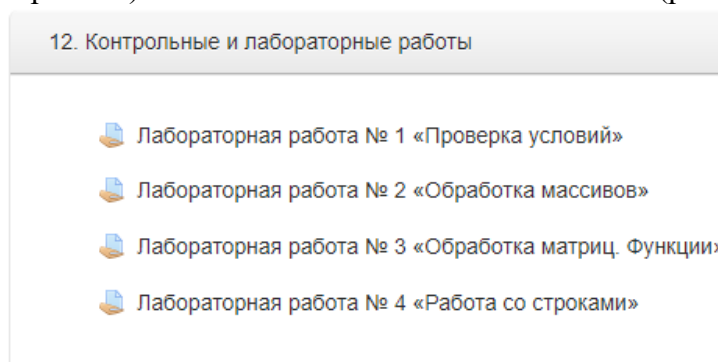 12. Контрольные и лабораторные работы
Лабораторная работа № 1 «Проверка условий»
Лабораторная работа № 2 «Обработка массивов»
Лабораторная работа № 3 «Обработка матриц. Функции»
Лабораторная работа № 4 «Работа со строками»